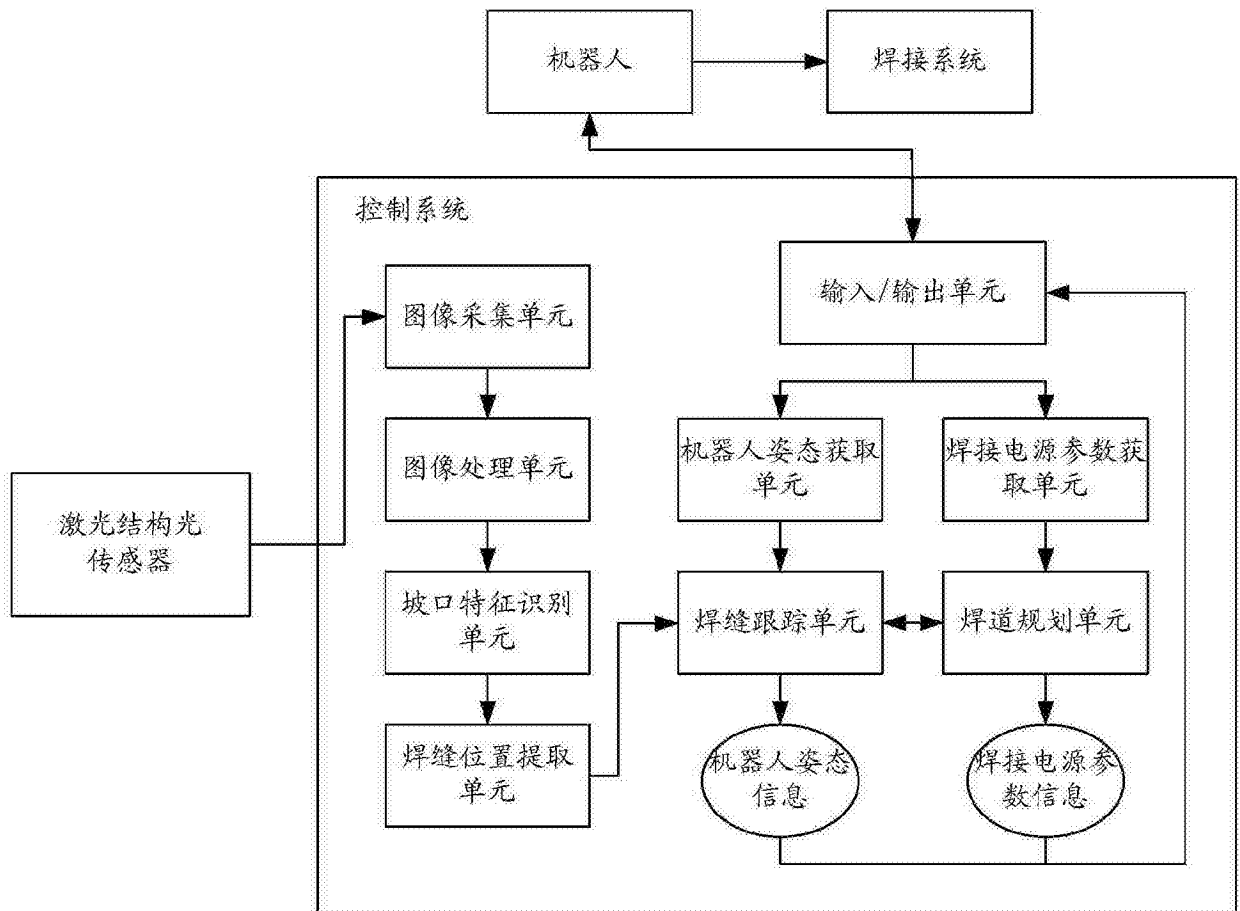 机器人
焊接系统
控制系统
输入/输出单元
图像采集单元
图像处理单元
机器人姿态获取
单元
焊接电源参数获
取单元
激光结构光
传感器
坡口特征识别
单元
焊缝跟踪单元
焊道规划单元
焊缝位置提取
单元
机器人姿态
信息
焊接电源参
数信息